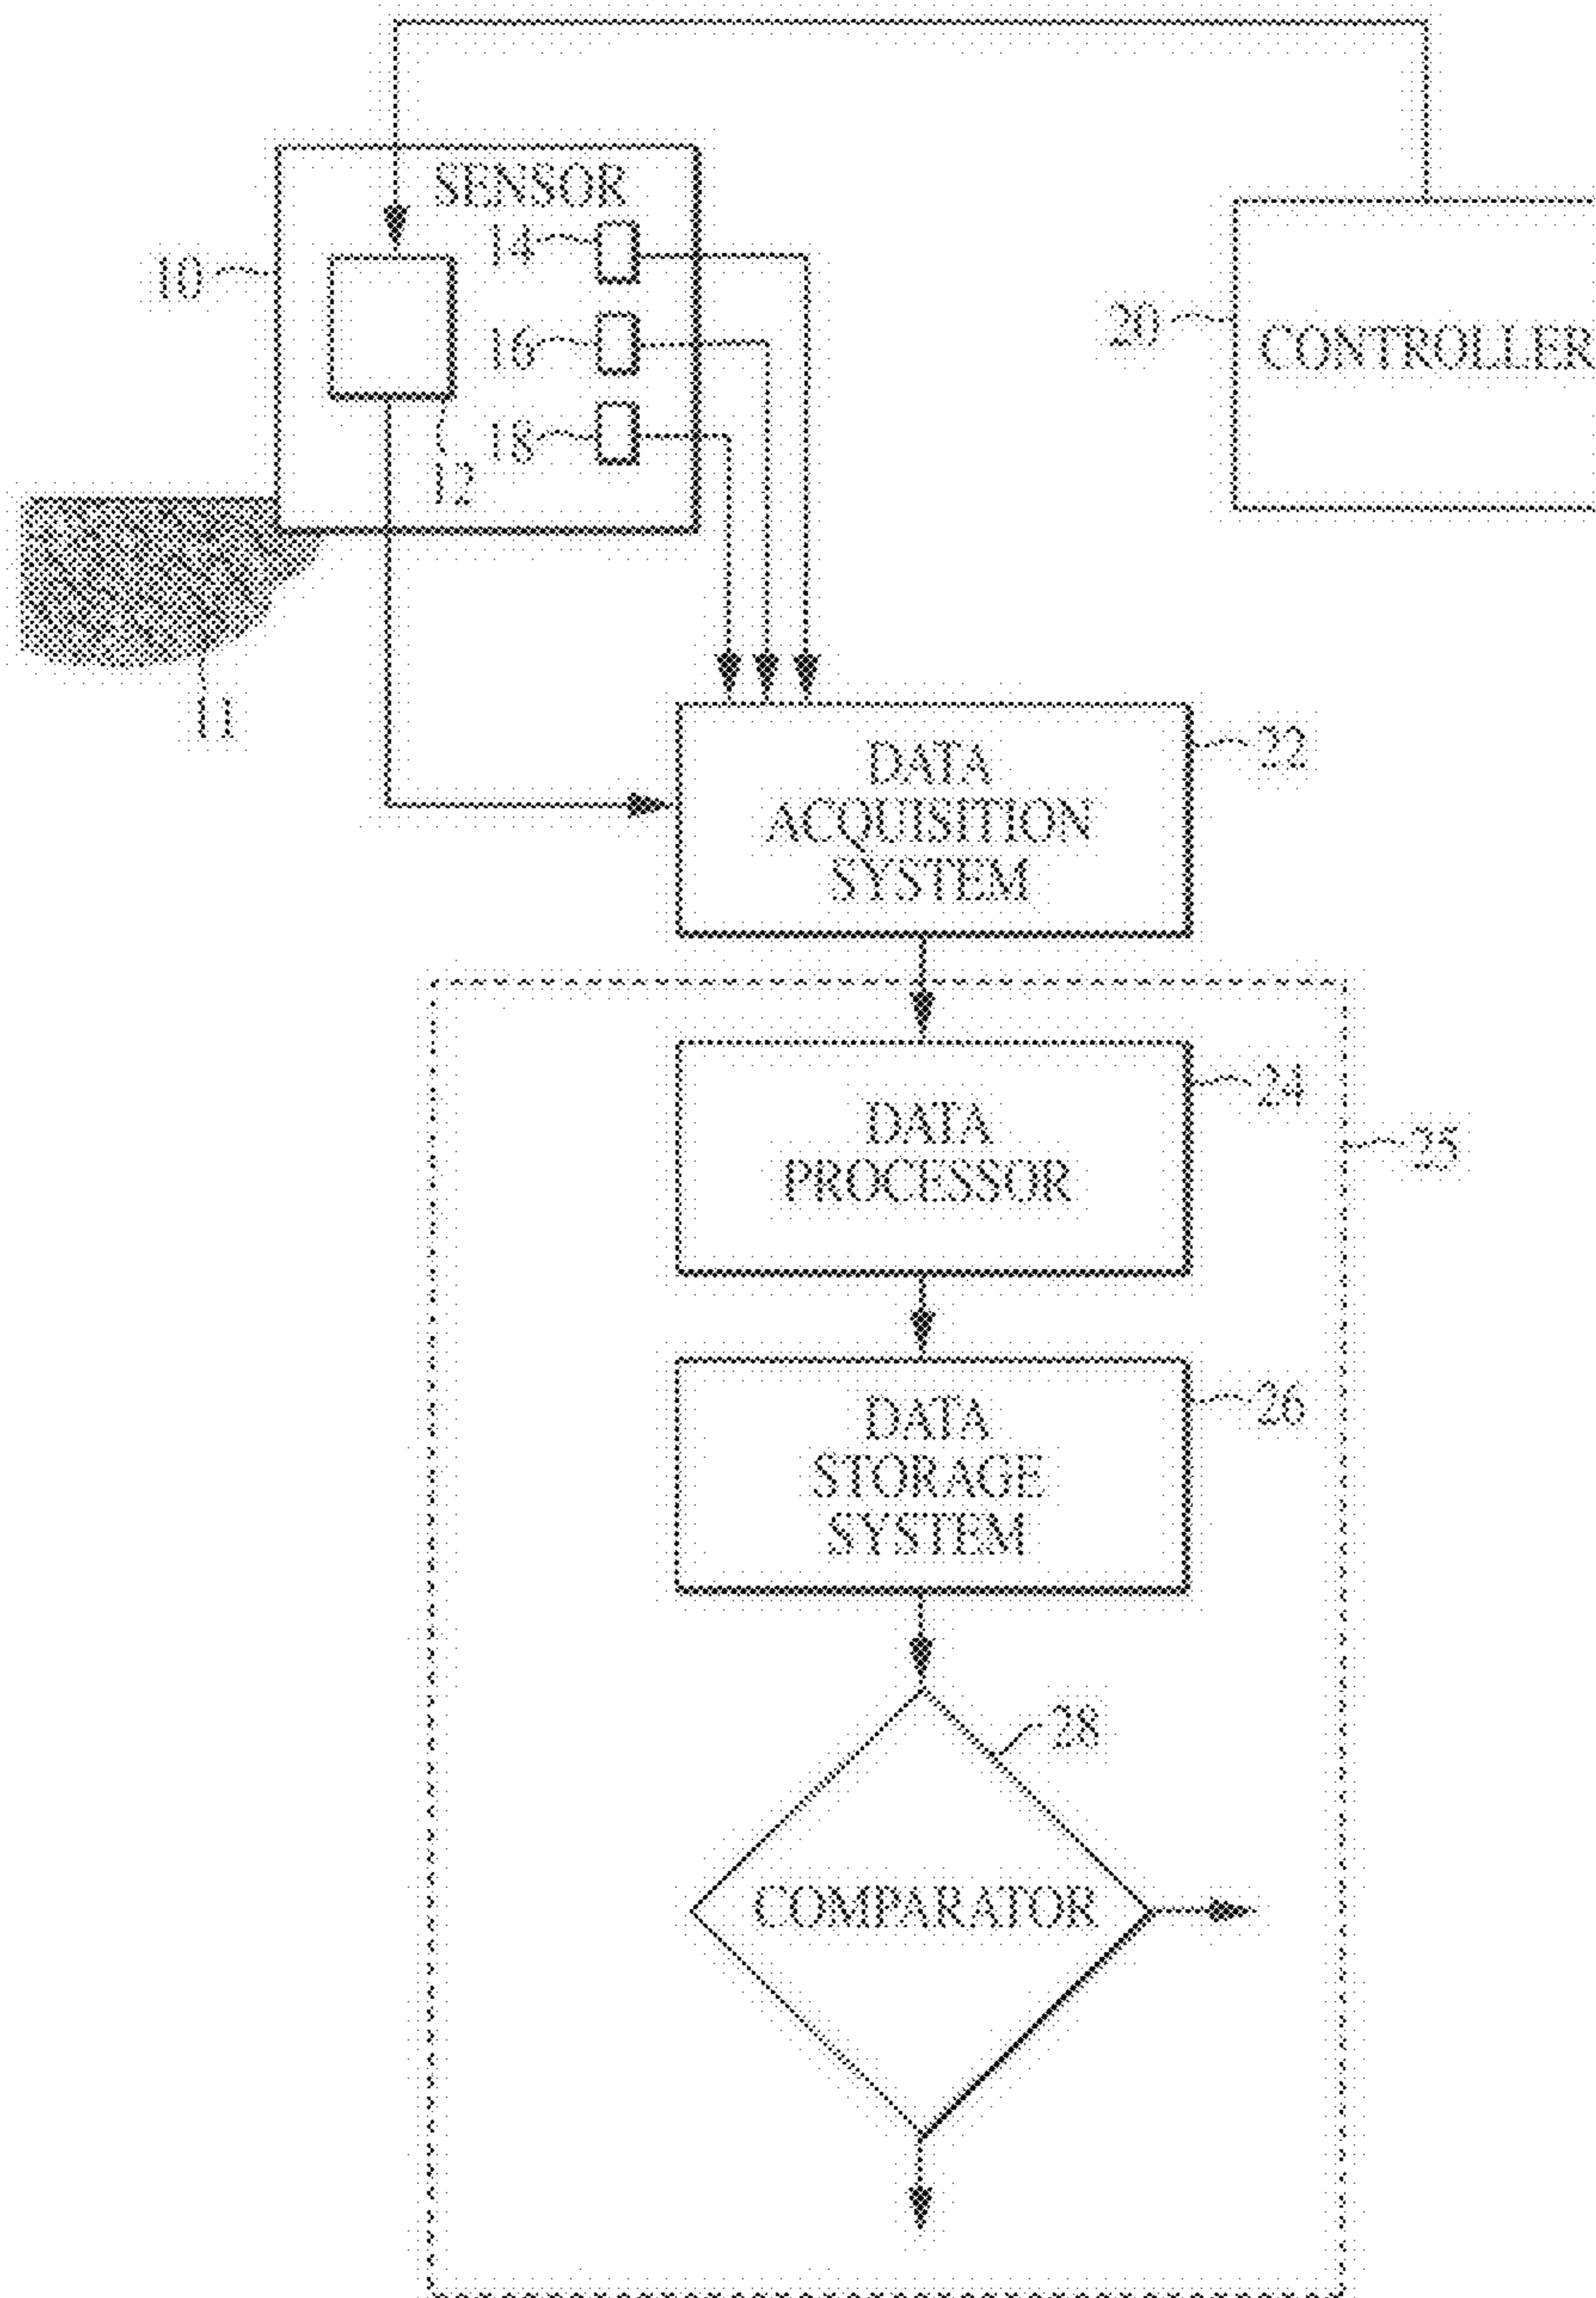 SENSOR
14
10
16
20
CONTROLLER
18
12
11
22
DATA
ACQUISITION
SYSTEM
24
DATA
PROCESSOR
25
26
DATA
STORAGE
SYSTEM
28
COMPARATOR